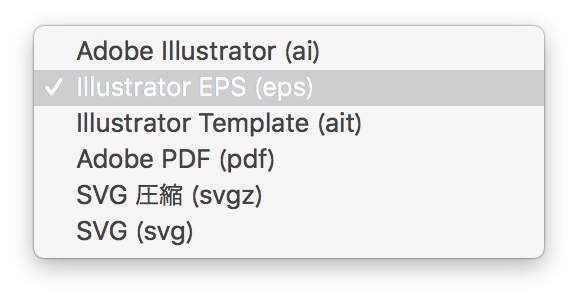 Adobe Illustrator (ai)
Illustrator EPS (eps)
Illustrator Template (ait)
Adobe PDF (pdf)
SVG 圧縮 (svgz)
SVG (svg)